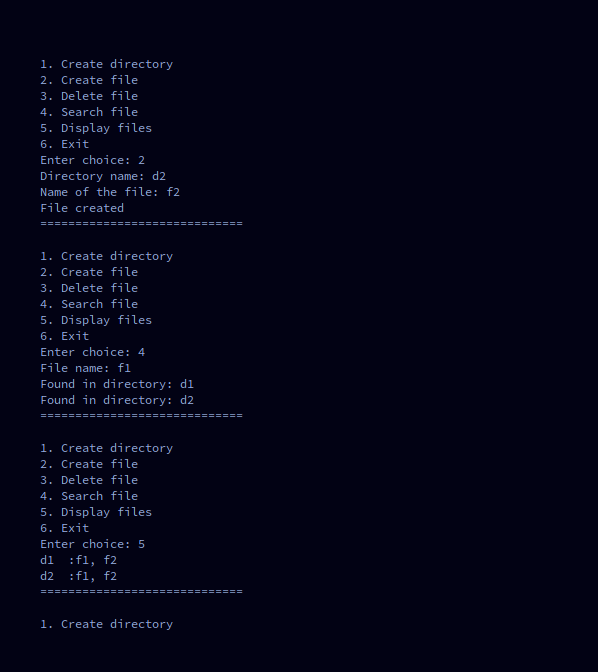 1. Create directory
2. Create file
3. Delete file
4. Search file
5. Display files
6. Exit
Enter choice: 2
Directory name: d2
Name of the file: f2
File created
=============================
1. Create directory
2. Create file
3. Delete file
4. Search file
5. Display files
6. Exit
Enter choice: 4
File name: f1
Found in directory: d1
Found in directory: d2
=============================
1. Create directory
2. Create file
3. Delete file
4. Search file
5. Display files
6. Exit
Enter choice: 5
d1  :f1, f2
d2  :f1, f2
=============================
1. Create directory